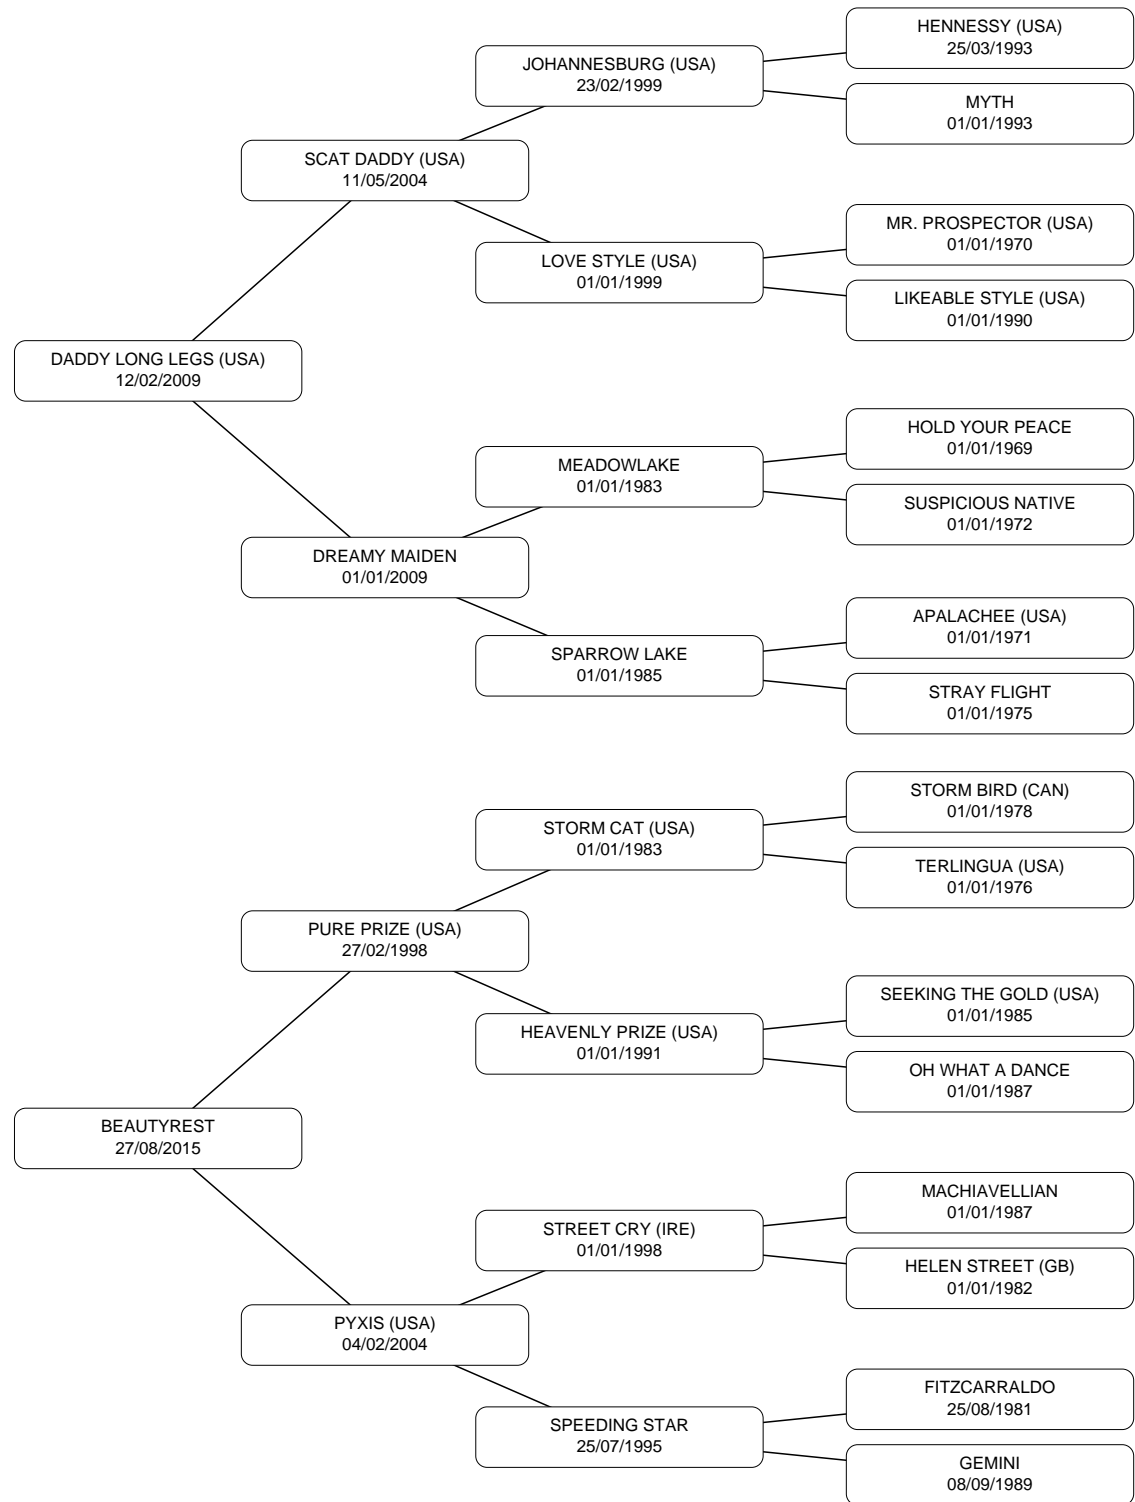 HENNESSY (USA)
25/03/1993
JOHANNESBURG (USA)
23/02/1999
MYTH
01/01/1993
SCAT DADDY (USA)
11/05/2004
MR. PROSPECTOR (USA)
01/01/1970
LOVE STYLE (USA)
01/01/1999
LIKEABLE STYLE (USA)
01/01/1990
DADDY LONG LEGS (USA)
12/02/2009
HOLD YOUR PEACE
01/01/1969
MEADOWLAKE
01/01/1983
SUSPICIOUS NATIVE
01/01/1972
DREAMY MAIDEN
01/01/2009
APALACHEE (USA)
01/01/1971
SPARROW LAKE
01/01/1985
STRAY FLIGHT
01/01/1975
STORM BIRD (CAN)
01/01/1978
STORM CAT (USA)
01/01/1983
TERLINGUA (USA)
01/01/1976
PURE PRIZE (USA)
27/02/1998
SEEKING THE GOLD (USA)
01/01/1985
HEAVENLY PRIZE (USA)
01/01/1991
OH WHAT A DANCE
01/01/1987
BEAUTYREST
27/08/2015
MACHIAVELLIAN
01/01/1987
STREET CRY (IRE)
01/01/1998
HELEN STREET (GB)
01/01/1982
PYXIS (USA)
04/02/2004
FITZCARRALDO
25/08/1981
SPEEDING STAR
25/07/1995
GEMINI
08/09/1989